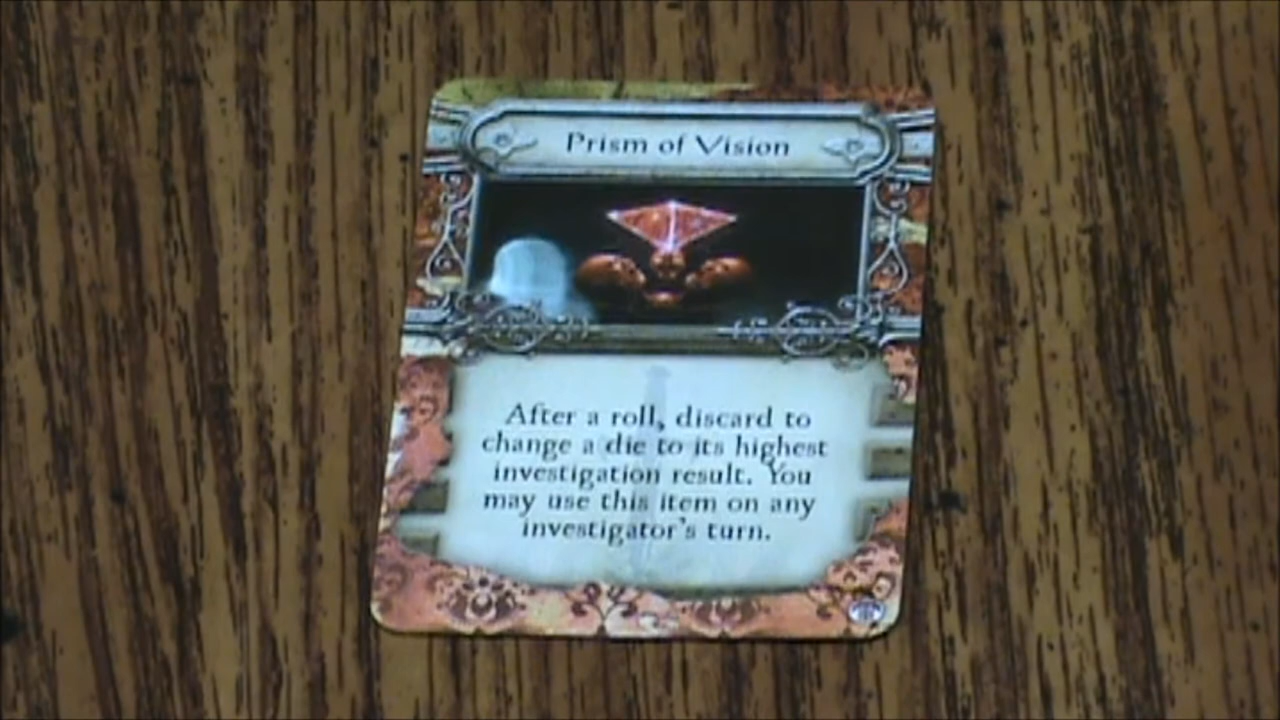 Prism of Vision
After a roll, discard to
change a die to its highest
investigation result. You
may use this item on any
investigator's turn.